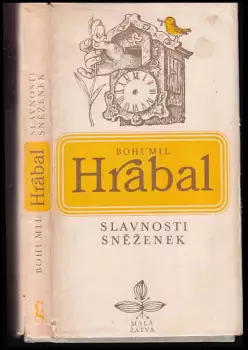 BOHUMIL
Hrabal
SLAVNOSTI
SNĚŽENEK
MALÁ
ŽATVA
BOHUMIL
Hrabal
SLAVNOSTI
SNĚŽENEK